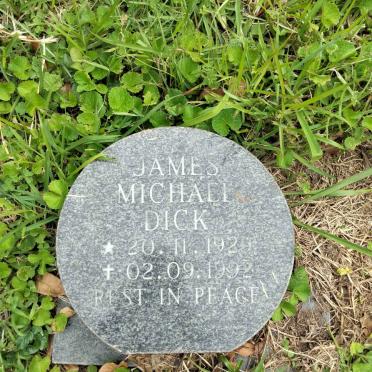 JAMES
MICHAEL
DICK
★ 20.11.1929
✝ 02.09.1992
REST IN PEACE